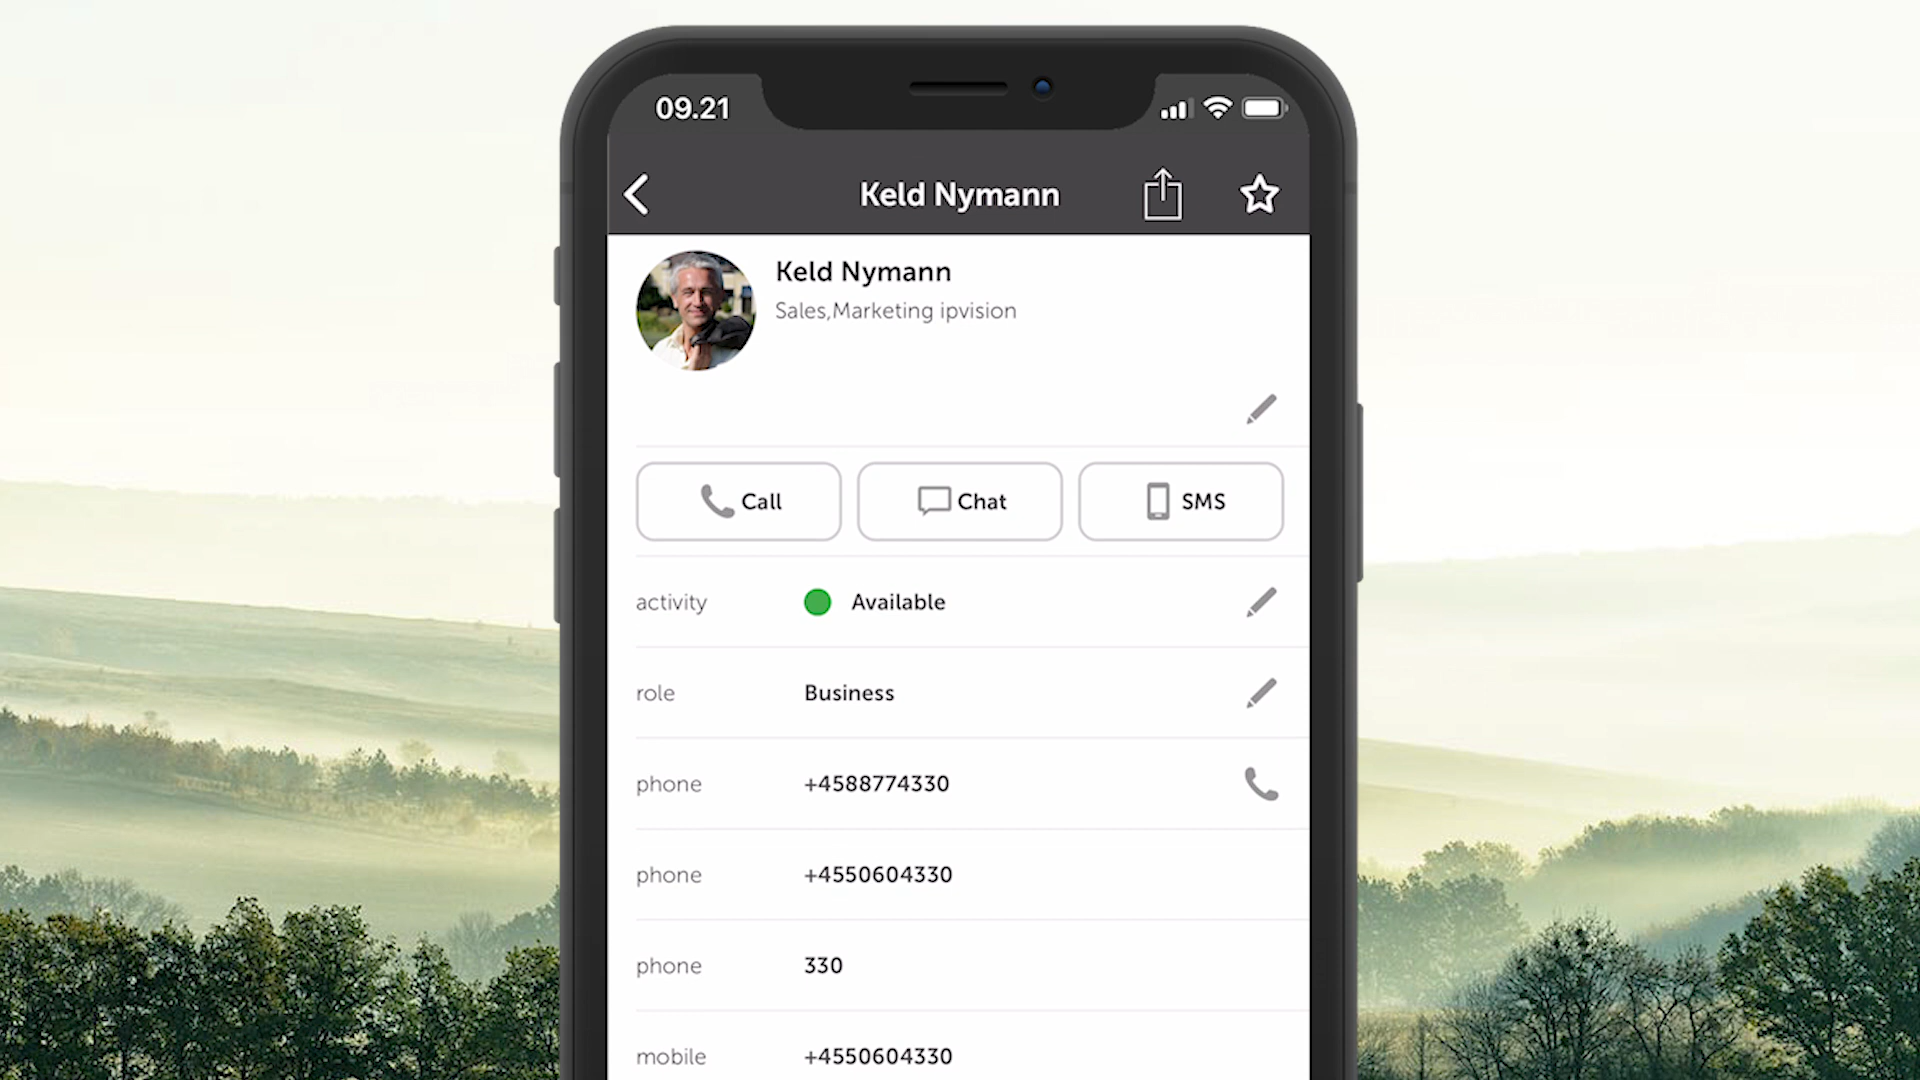 09.21
Keld Nymann
Keld Nymann
Sales,Marketing ipvision
Call Chat SMS
activity Available
role Business
phone +4588774330
phone +4550604330
phone 330
mobile +4550604330